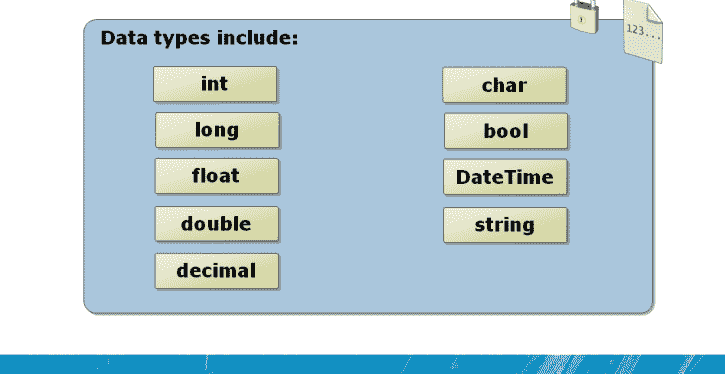 Data types include:
123...
int
long
float
double
decimal
char
bool
DateTime
string